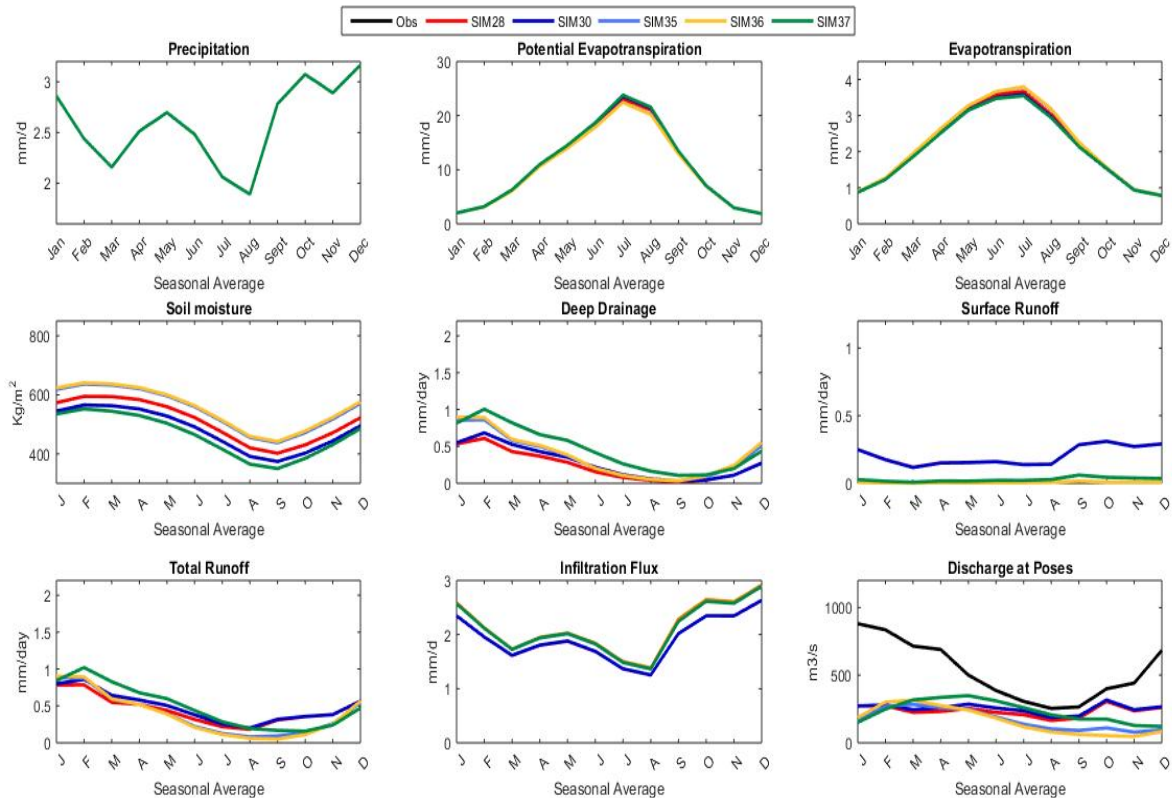 Obs SIM28 SIM30 SIM35 SIM36 SIM37
Precipitation
mm/d
3
2.5
2
Jan Feb Mar Apr May Jun Jul Aug Sept Oct Nov Dec
Seasonal Average
Potential Evapotranspiration
mm/d
30
20
10
0
Jan Feb Mar Apr May Jun Jul Aug Sept Oct Nov Dec
Seasonal Average
Evapotranspiration
mm/d
4
3
2
1
0
Jan Feb Mar Apr May Jun Jul Aug Sept Oct Nov Dec
Seasonal Average
Soil moisture
Kg/m²
800
600
400
J F M A M J J A S O N D
Seasonal Average
Deep Drainage
mm/day
2
1.5
1
0.5
0
J F M A M J J A S O N D
Seasonal Average
Surface Runoff
mm/day
1
0.5
0
J F M A M J J A S O N D
Seasonal Average
Total Runoff
mm/day
2
1.5
1
0.5
0
J F M A M J J A S O N D
Seasonal Average
Infiltration Flux
mm/d
3
2
1
0
J F M A M J J A S O N D
Seasonal Average
Discharge at Poses
m3/s
1000
500
0
J F M A M J J A S O N D
Seasonal Average